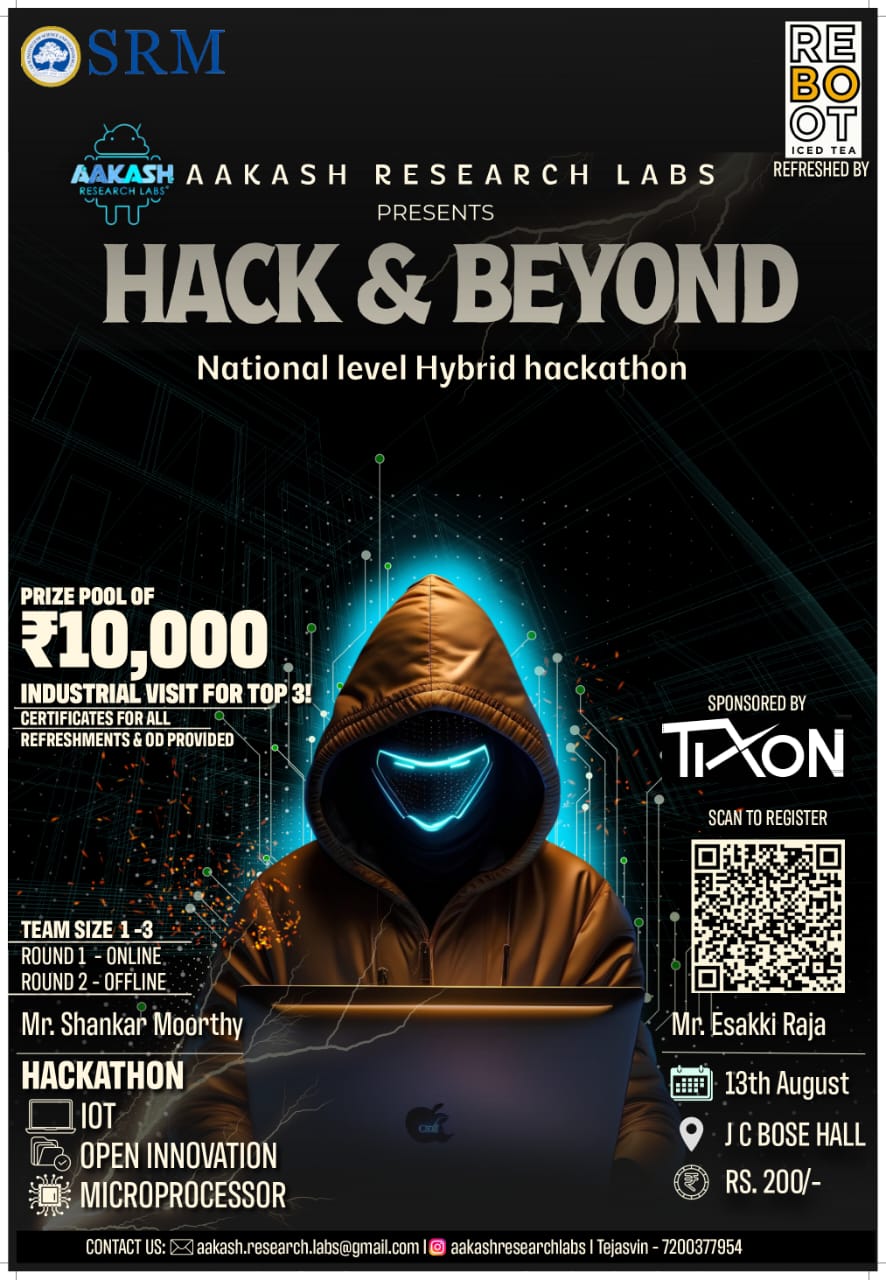 SRM
RE
BO
OT
ICED TEA
REFRESHED BY
AAKASH
RESEARCH LABS
AAKASH RESEARCH LABS
PRESENTS
HACK & BEYOND
National level Hybrid hackathon
PRIZE POOL OF
₹10,000
INDUSTRIAL VISIT FOR TOP 3!
CERTIFICATES FOR ALL
REFRESHMENTS & OD PROVIDED
SPONSORED BY
TiXON
SCAN TO REGISTER
TEAM SIZE 1 -3
ROUND 1 - ONLINE
ROUND 2 - OFFLINE
Mr. Shankar Moorthy
Mr. Esakki Raja
HACKATHON
IOT
OPEN INNOVATION
MICROPROCESSOR
13th August
J C BOSE HALL
RS. 200/-
CONTACT US: aakash.research.labs@gmail.com | aakashresearchlabs | Tejasvin - 7200377954